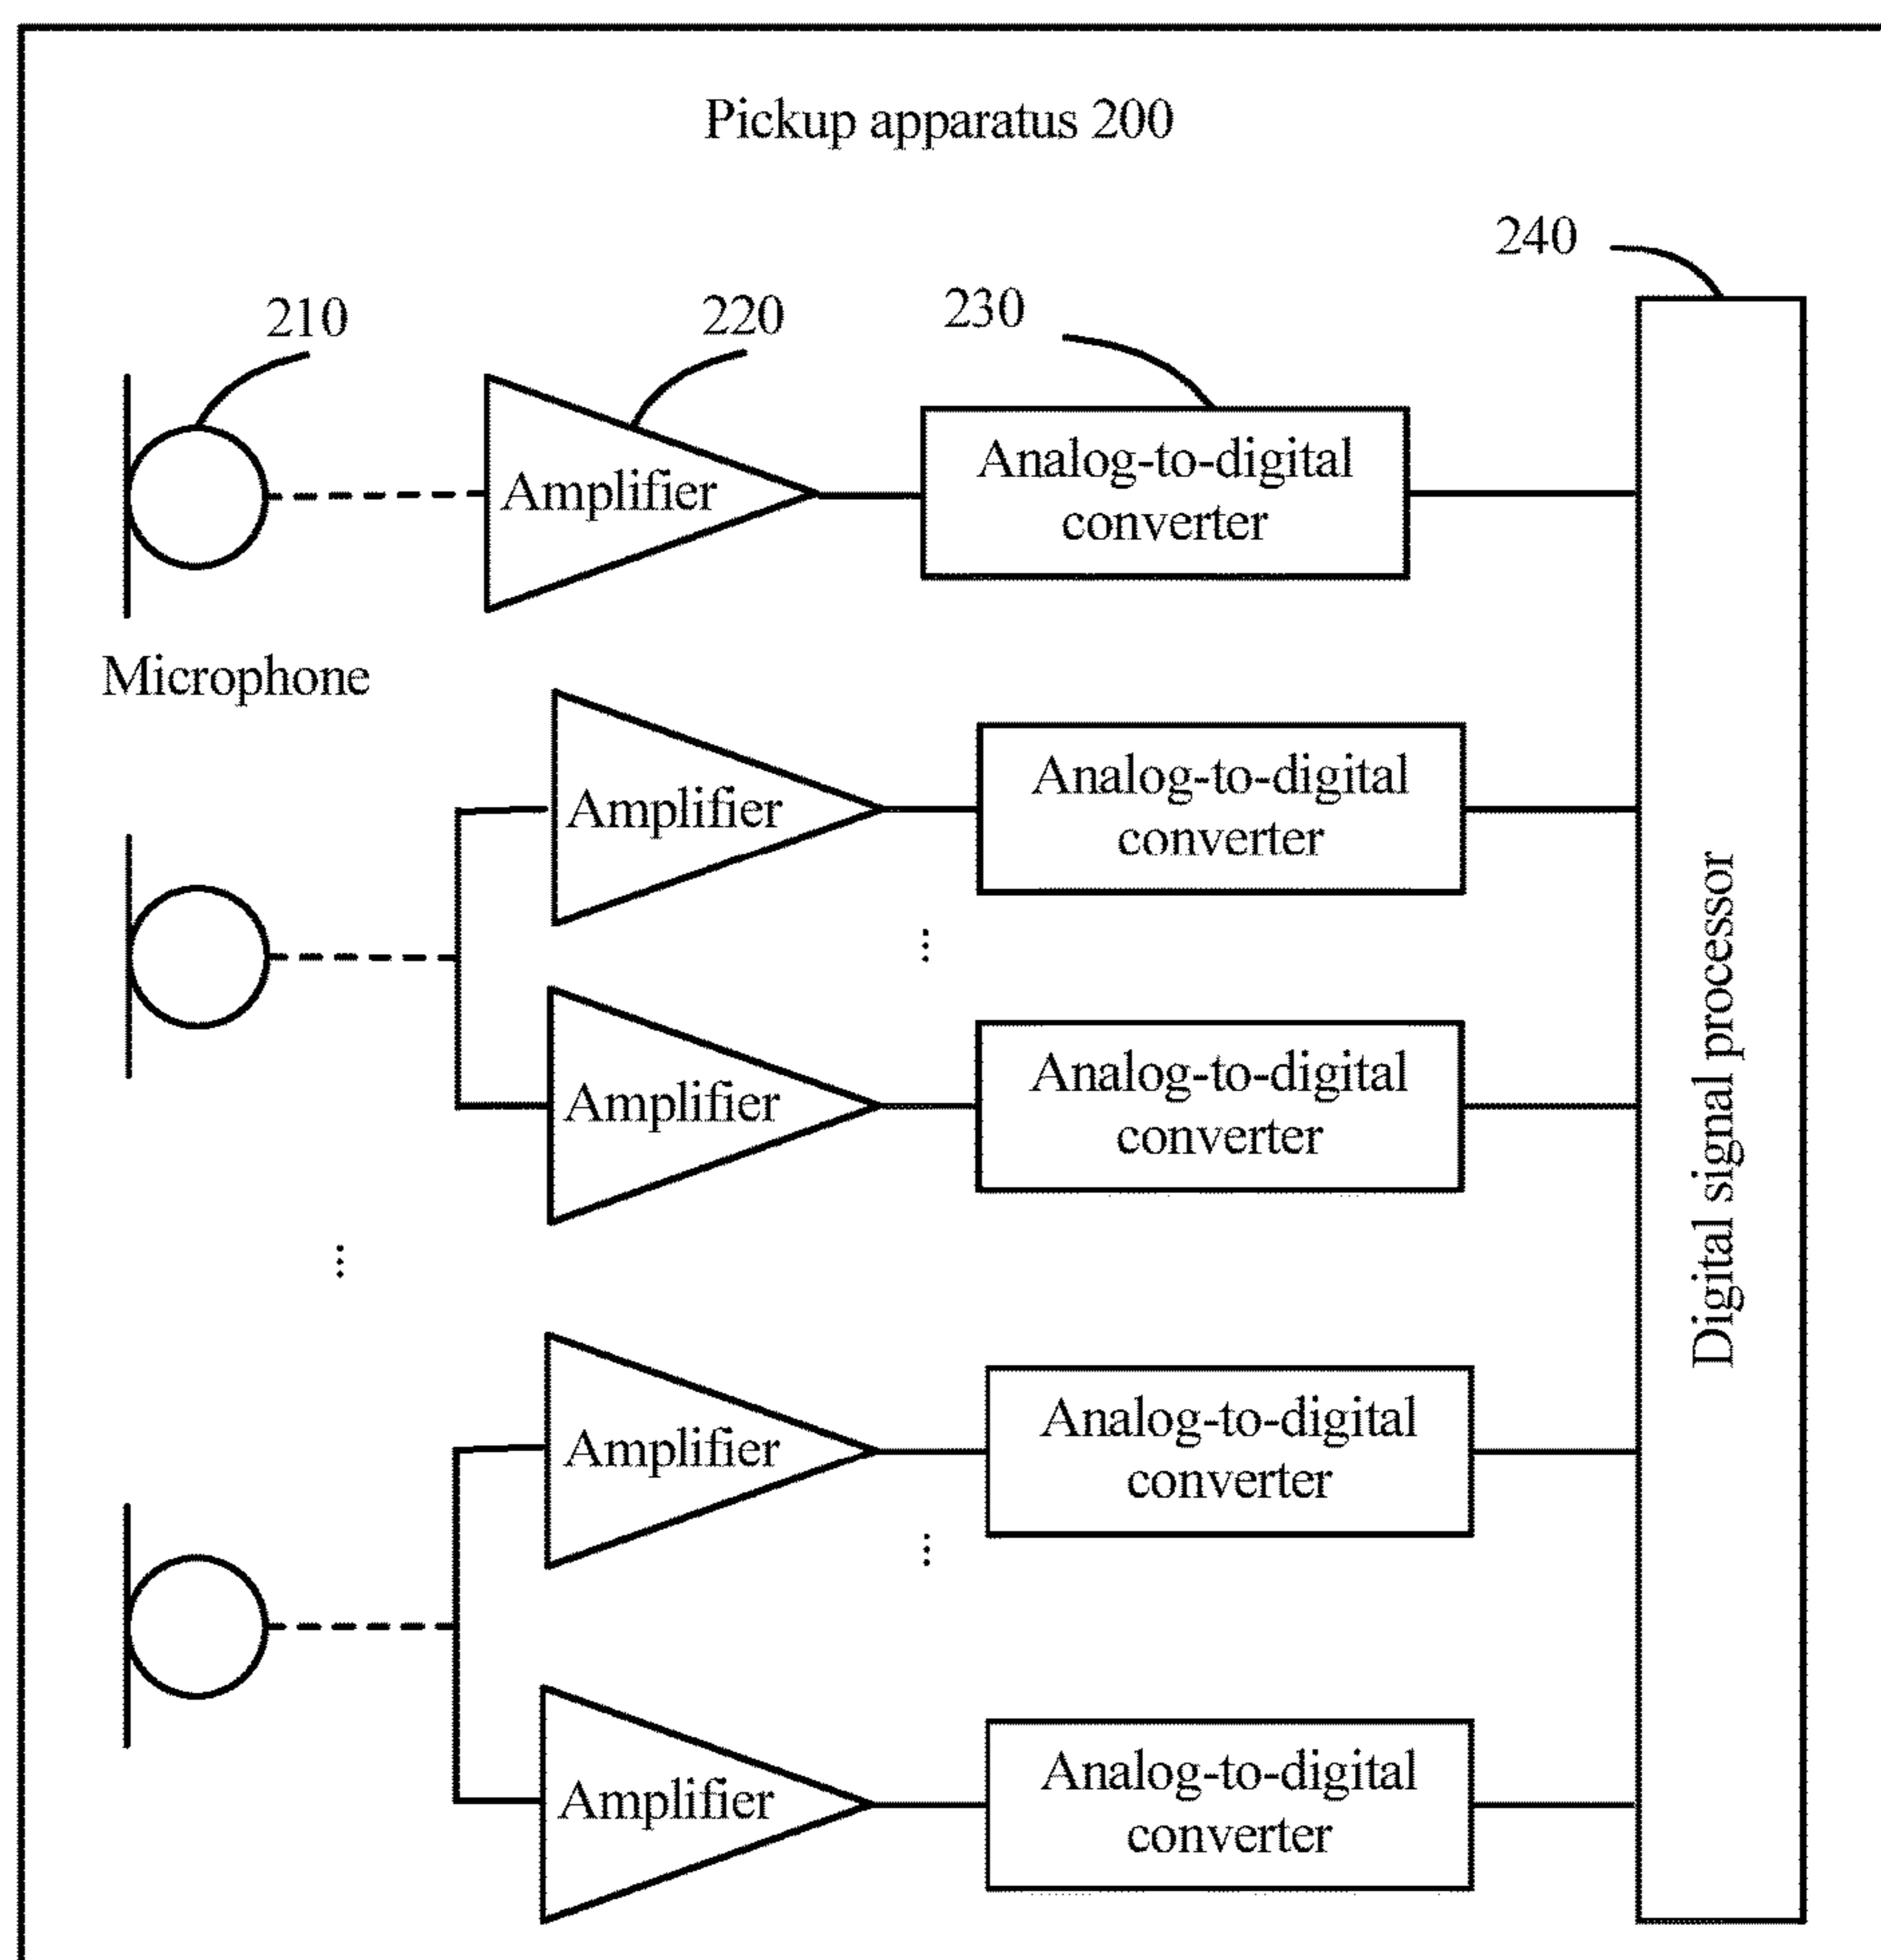 Pickup apparatus 200
240
210
220
230
Amplifier
Analog-to-digital
converter
Microphone
Amplifier
Analog-to-digital
converter
...
Amplifier
Analog-to-digital
converter
Digital signal processor
...
Amplifier
Analog-to-digital
converter
...
Amplifier
Analog-to-digital
converter